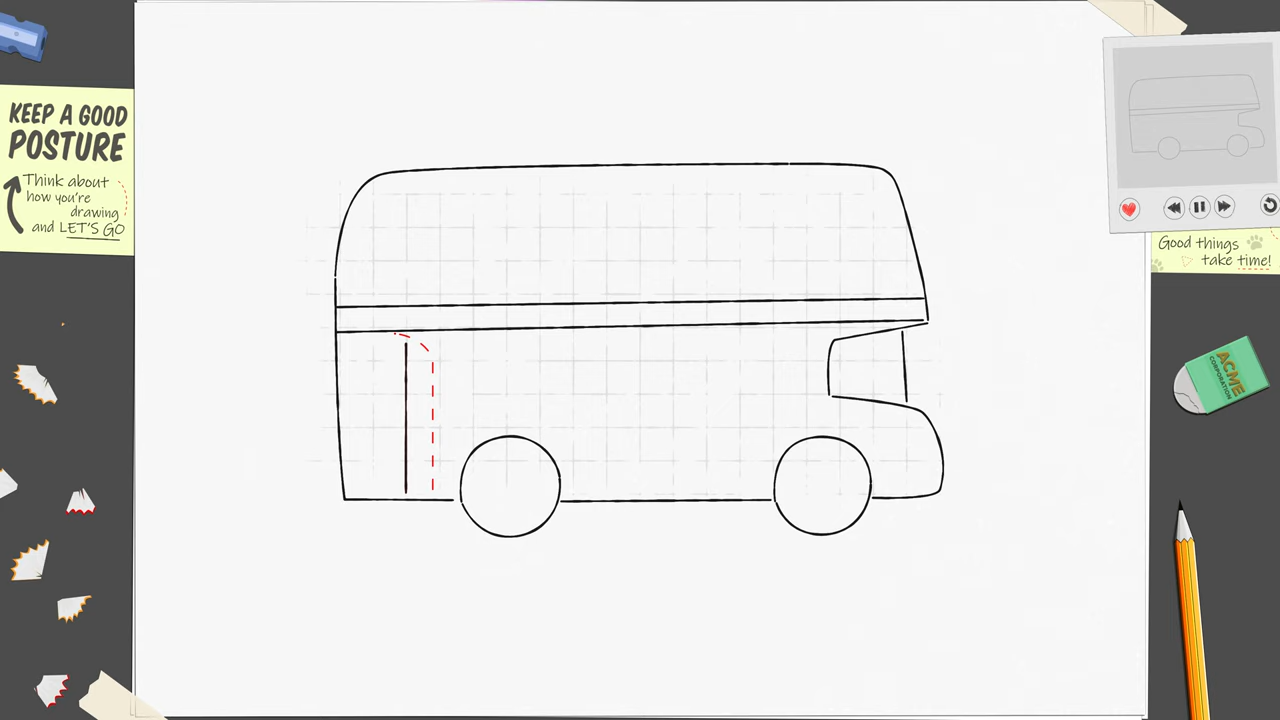 KEEP A GOOD
POSTURE
Think about
how you're
drawing
and LET'S GO
Good things
take time!
ACME
CORPORATION